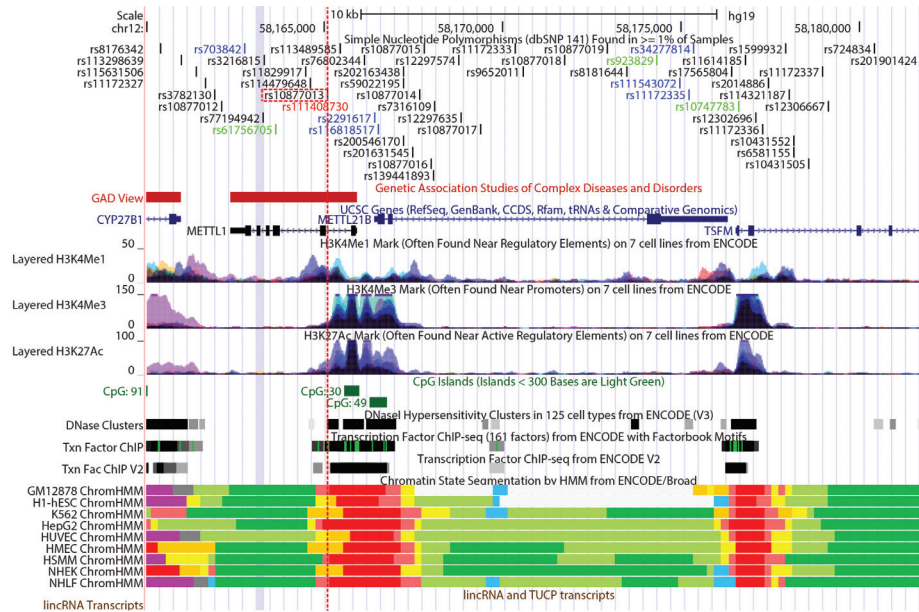 Scale 10 kb hg19
chr12: 58,165,000 58,170,000 58,175,000 58,180,000
Simple Nucleotide Polymorphisms (dbSNP 141) Found in >= 1% of Samples
rs8176342 rs703842 rs113489585 rs10877015 rs11172333 rs10877019 rs34277814 rs1599932 rs724834
rs113298639 rs3216815 rs76802344 rs12297574 rs10877018 rs923829 rs11614185 rs201901424
rs115631506 rs11829917 rs202163438 rs9652011 rs8181644 rs17565804 rs11172337
rs11172327 rs114479648 rs59022195 rs111543072 rs2014886
rs3782130 rs10877013 rs10877014 rs11172335 rs114321187
rs10877012 rs111408730 rs7316109 rs10747783 rs12306667
rs77194942 rs2291617 rs12297635 rs12302696
rs61756705 rs116818517 rs10877017 rs11172336
rs200546170 rs10431552
rs201631545 rs6581155
rs10877016 rs10431505
rs139441893
Genetic Association Studies of Complex Diseases and Disorders
GAD View
UCSC Genes (RefSeq, GenBank, CCDS, Rfam, tRNAs & Comparative Genomics)
CYP27B1 METTL21B
METTL1 TSFM
H3K4Me1 Mark (Often Found Near Regulatory Elements) on 7 cell lines from ENCODE
50
Layered H3K4Me1
0
H3K4Me3 Mark (Often Found Near Promoters) on 7 cell lines from ENCODE
150
Layered H3K4Me3
0
H3K27Ac Mark (Often Found Near Active Regulatory Elements) on 7 cell lines from ENCODE
100
Layered H3K27Ac
0
CpG Islands (Islands < 300 Bases are Light Green)
CpG: 91 CpG: 30
CpG: 49
DNaseI Hypersensitivity Clusters in 125 cell types from ENCODE (V3)
DNase Clusters
Transcription Factor ChIP-seq (161 factors) from ENCODE with Factorbook Motifs
Txn Factor ChIP
Transcription Factor ChIP-seq from ENCODE V2
Txn Fac ChIP V2
Chromatin State Segmentation by HMM from ENCODE/Broad
GM12878 ChromHMM
H1-hESC ChromHMM
K562 ChromHMM
HepG2 ChromHMM
HUVEC ChromHMM
HMEC ChromHMM
HSMM ChromHMM
NHEK ChromHMM
NHLF ChromHMM
lincRNA and TUCP transcripts
lincRNA Transcripts